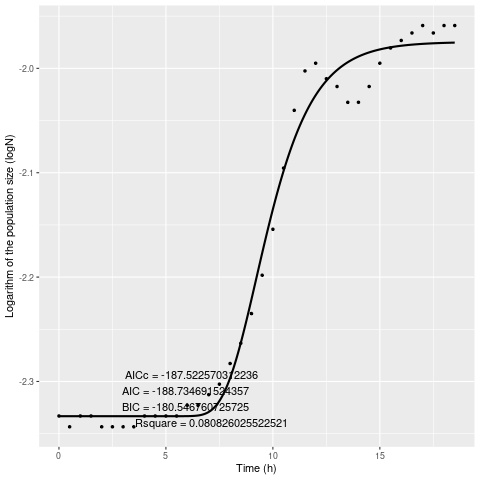 -2.0
-2.1
-2.2
-2.3
Logarithm of the population size (logN)
AICc = -187.522570312236
AIC = -188.734691524357
BIC = -180.546760725725
Rsquare = 0.080826025522521
0 5 10 15
Time (h)